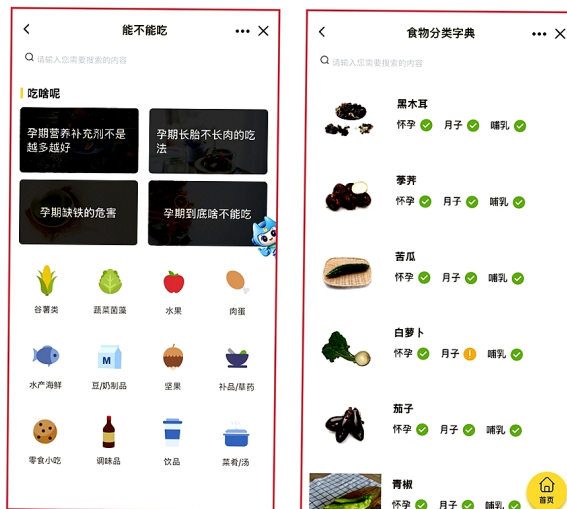 能不能吃
请输入您需要搜索的内容
吃啥呢
孕期营养补充剂不是
越多越好
孕期长胎不长肉的吃
法
孕期缺铁的危害
孕期到底啥不能吃
谷薯类
蔬菜菌藻
水果
肉蛋
水产海鲜
豆/奶制品
坚果
补品/草药
零食小吃
调味品
饮品
菜肴/汤
M
食物分类字典
请输入您需要搜索的内容
黑木耳
怀孕 月子 哺乳
荸荠
怀孕 月子 哺乳
苦瓜
怀孕 月子 哺乳
白萝卜
怀孕 月子 哺乳
茄子
怀孕 月子 哺乳
青椒
怀孕 月子 哺乳
首页